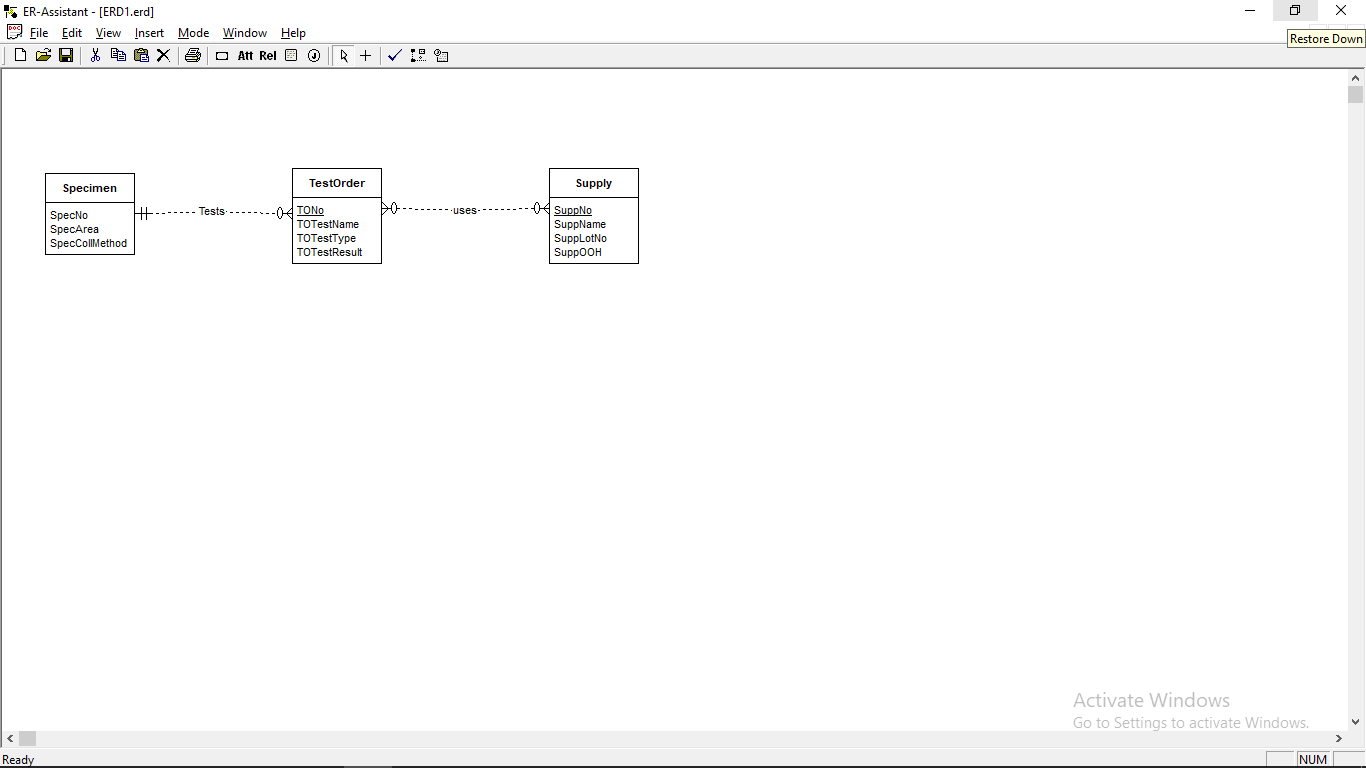 ER-Assistant - [ERD1.erd]
File Edit View Insert Mode Window Help
Restore Down
Att Rel J
Specimen
SpecNo
SpecArea
SpecCollMethod
Tests
TestOrder
TONo
TOTestName
TOTestType
TOTestResult
uses
Supply
SuppNo
SuppName
SuppLotNo
SuppOOH
Activate Windows
Go to Settings to activate Windows.
Ready
NUM